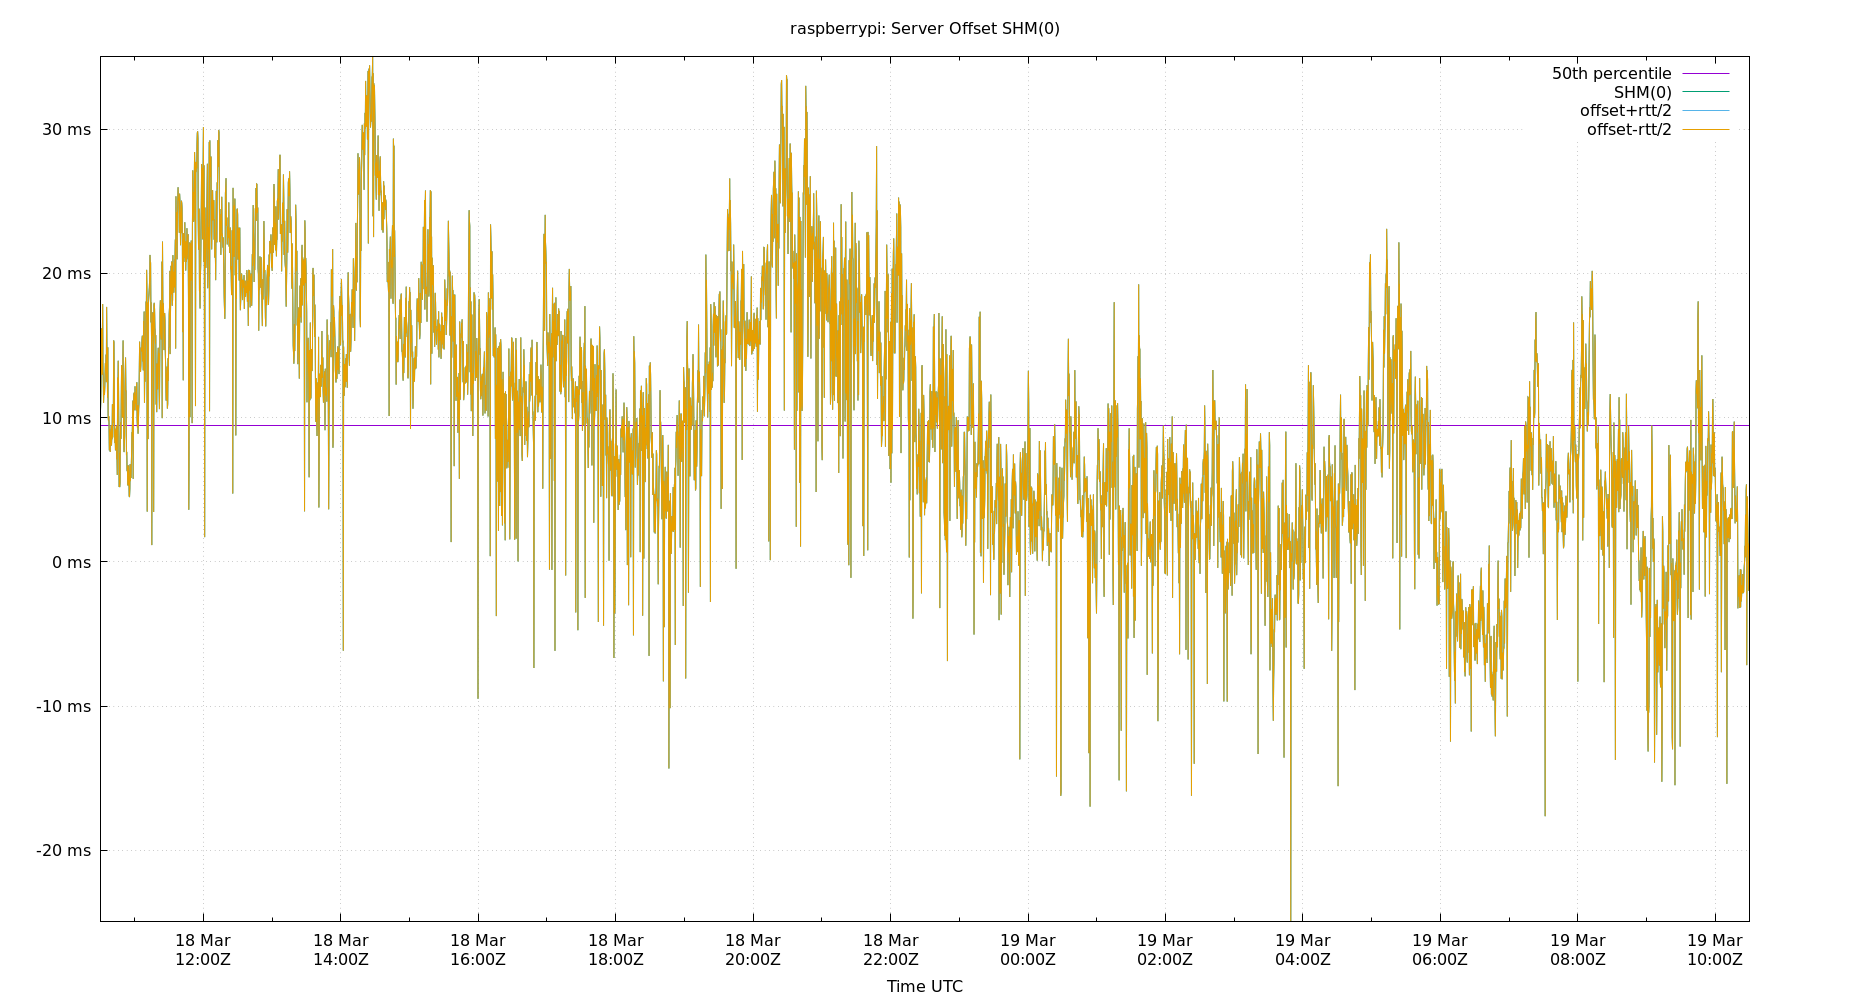 raspberrypi: Server Offset SHM(0)
50th percentile
SHM(0)
offset+rtt/2
offset-rtt/2
30 ms
20 ms
10 ms
0 ms
-10 ms
-20 ms
18 Mar 18 Mar 18 Mar 18 Mar 18 Mar 18 Mar 19 Mar 19 Mar 19 Mar 19 Mar 19 Mar 19 Mar
12:00Z 14:00Z 16:00Z 18:00Z 20:00Z 22:00Z 00:00Z 02:00Z 04:00Z 06:00Z 08:00Z 10:00Z
Time UTC